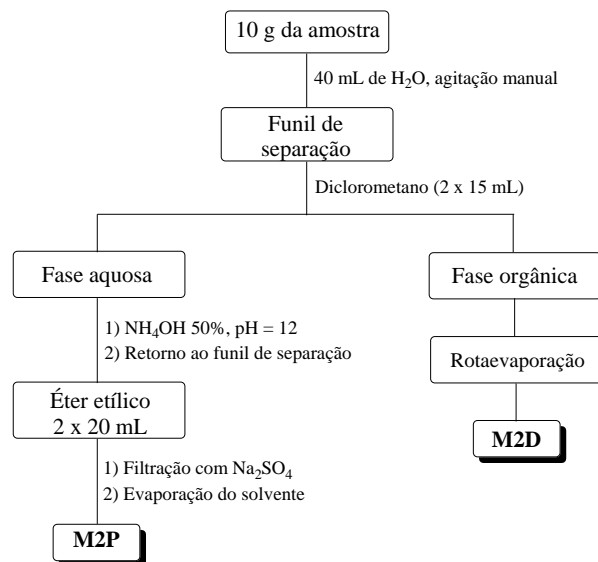 10 g da amostra
40 mL de H₂O, agitação manual
Funil de
separação
Diclorometano (2 x 15 mL)
Fase aquosa
Fase orgânica
1) NH₄OH 50%, pH = 12
2) Retorno ao funil de separação
Rotaevaporação
Éter etílico
2 x 20 mL
M2D
1) Filtração com Na₂SO₄
2) Evaporação do solvente
M2P